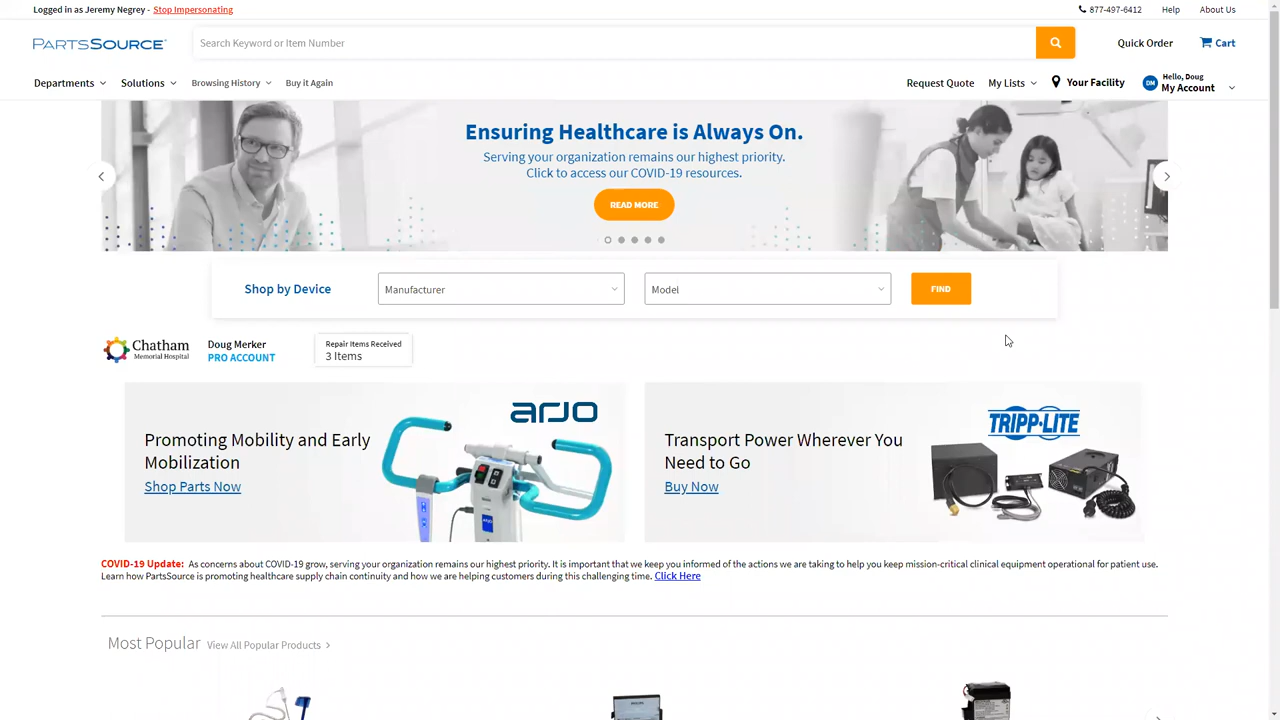 Logged in as Jeremy Negrey - Stop Impersonating
877-497-6412 Help About Us
PARTSSOURCE
Search Keyword or Item Number
Quick Order Cart
Departments Solutions Browsing History Buy it Again
Request Quote My Lists Your Facility
DM
Hello, Doug
My Account
Ensuring Healthcare is Always On.
Serving your organization remains our highest priority.
Click to access our COVID-19 resources.
READ MORE
Shop by Device Manufacturer Model FIND
Chatham
Memorial Hospital
Doug Merker
PRO ACCOUNT
Repair Items Received
3 Items
Promoting Mobility and Early
Mobilization
Shop Parts Now
arjo
arjo
Transport Power Wherever You
Need to Go
Buy Now
TRIPP-LITE
COVID-19 Update: As concerns about COVID-19 grow, serving your organization remains our highest priority. It is important that we keep you informed of the actions we are taking to help you keep mission-critical clinical equipment operational for patient use.
Learn how PartsSource is promoting healthcare supply chain continuity and how we are helping customers during this challenging time. Click Here
Most Popular View All Popular Products >
PHILIPS